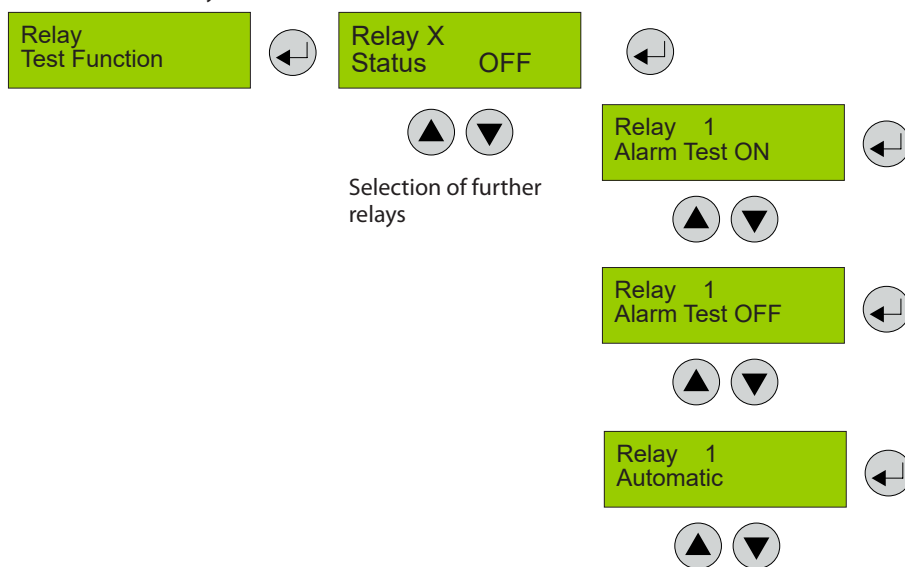 Relay
Test Function
Relay X
Status OFF
Selection of further
relays
Relay 1
Alarm Test ON
Relay 1
Alarm Test OFF
Relay 1
Automatic